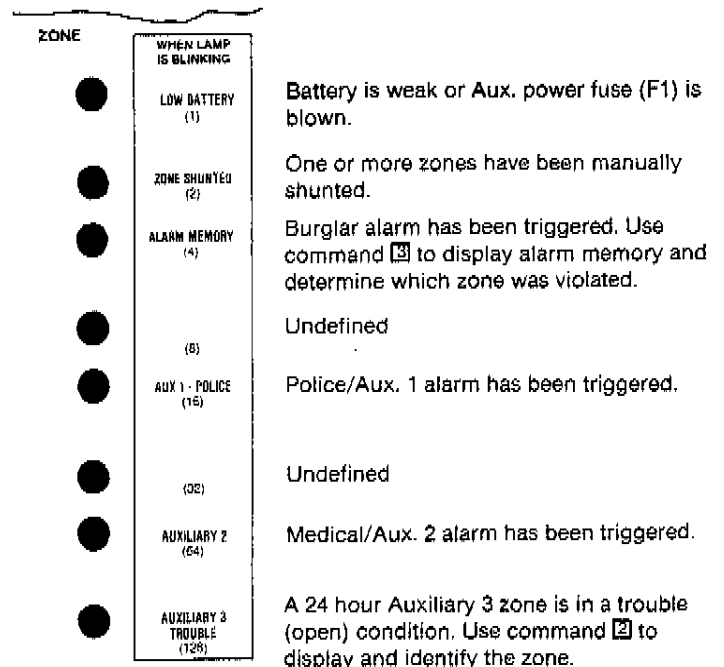 ZONE
WHEN LAMP
IS BLINKING
LOW BATTERY
(1)
Battery is weak or Aux. power fuse (F1) is
blown.
ZONE SHUNTED
(2)
One or more zones have been manually
shunted.
ALARM MEMORY
(4)
Burglar alarm has been triggered. Use
command 3 to display alarm memory and
determine which zone was violated.
(8)
Undefined
AUX 1 - POLICE
(16)
Police/Aux. 1 alarm has been triggered.
(32)
Undefined
AUXILIARY 2
(64)
Medical/Aux. 2 alarm has been triggered.
AUXILIARY 3
TROUBLE
(128)
A 24 hour Auxiliary 3 zone is in a trouble
(open) condition. Use command 2 to
display and identify the zone.